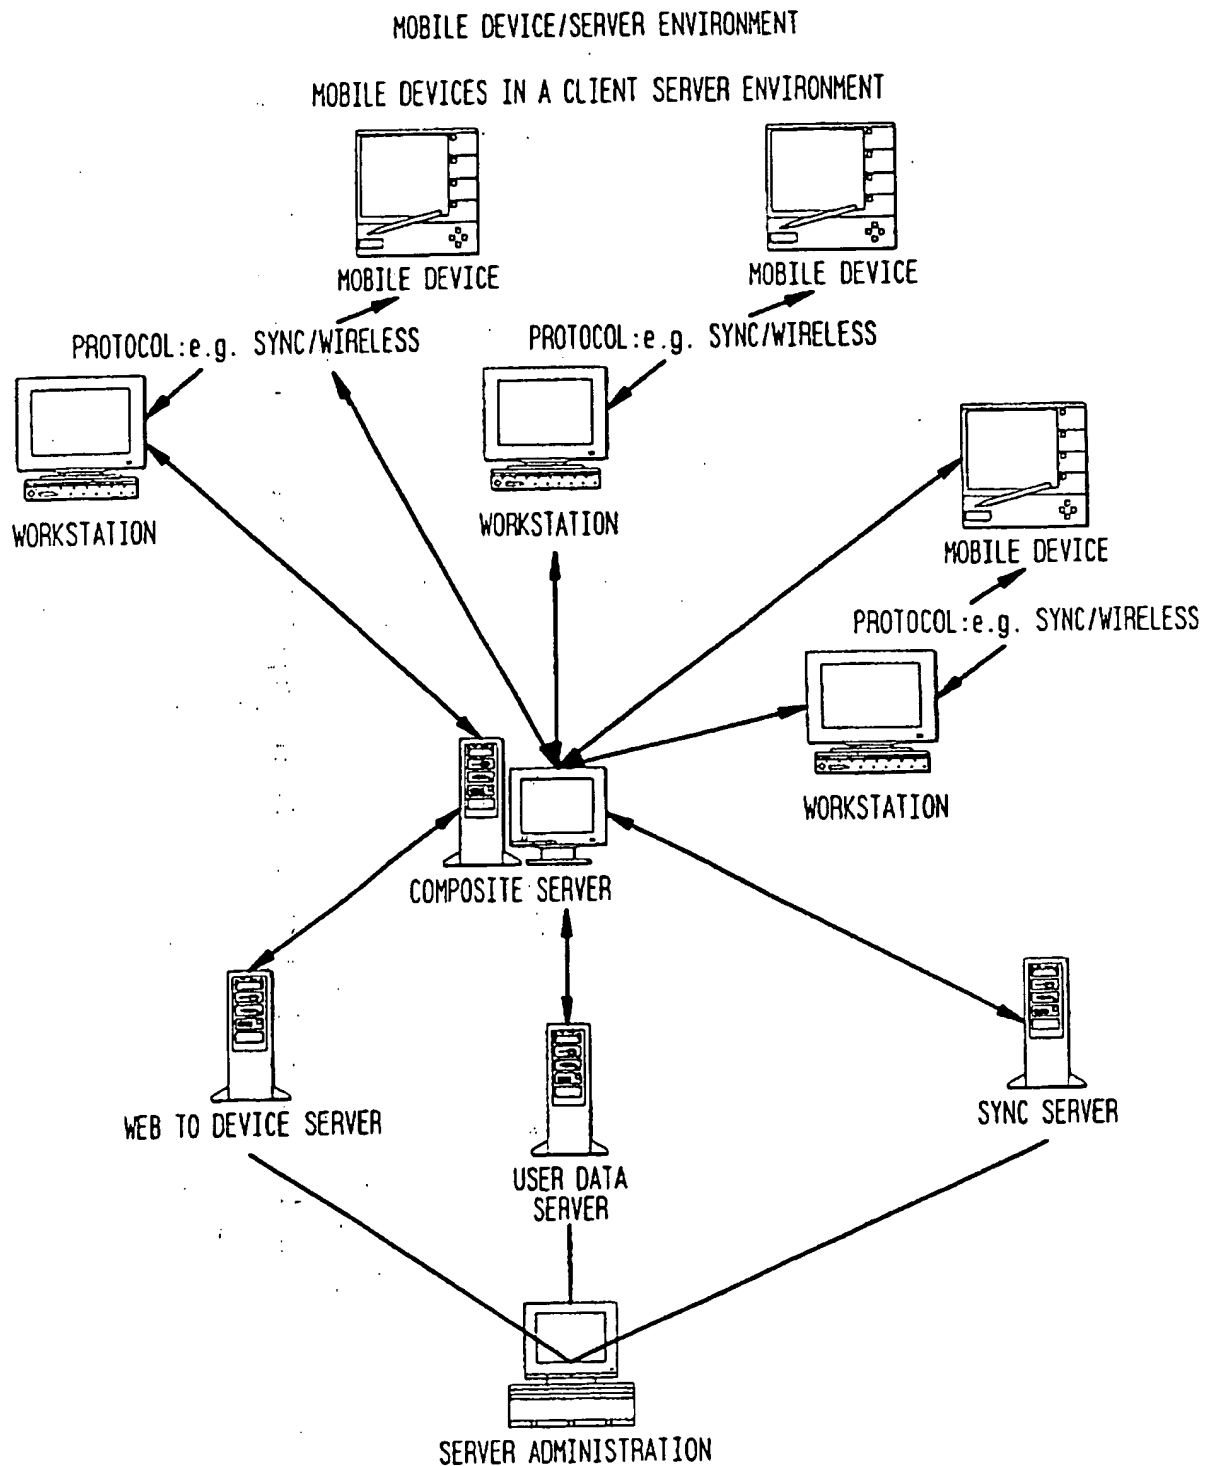 MOBILE DEVICE/SERVER ENVIRONMENT
MOBILE DEVICES IN A CLIENT SERVER ENVIRONMENT
MOBILE DEVICE
MOBILE DEVICE
PROTOCOL:e.g. SYNC/WIRELESS
PROTOCOL:e.g. SYNC/WIRELESS
WORKSTATION
WORKSTATION
MOBILE DEVICE
PROTOCOL:e.g. SYNC/WIRELESS
WORKSTATION
COMPOSITE SERVER
WEB TO DEVICE SERVER
USER DATA
SERVER
SYNC SERVER
SERVER ADMINISTRATION